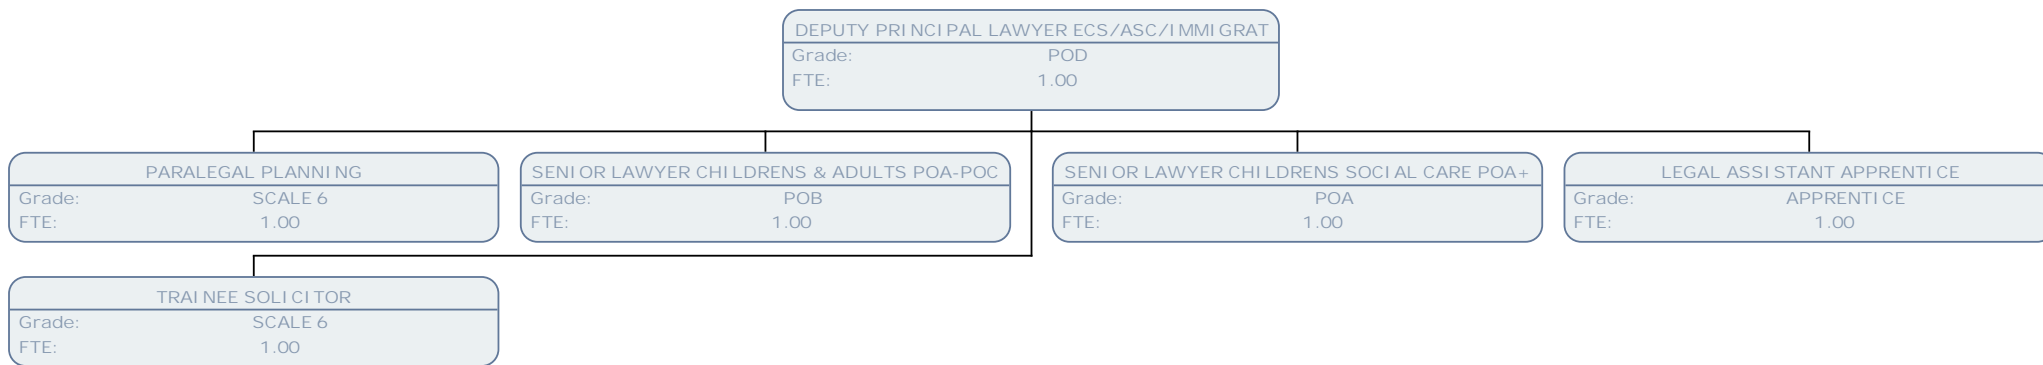 DEPUTY PRINCIPAL LAWYER ECS/ASC/IMMIGRAT
Grade: POD
FTE: 1.00
PARALEGAL PLANNING
Grade: SCALE 6
FTE: 1.00
SENIOR LAWYER CHILDRENS & ADULTS POA-POC
Grade: POB
FTE: 1.00
SENIOR LAWYER CHILDRENS SOCIAL CARE POA+
Grade: POA
FTE: 1.00
LEGAL ASSISTANT APPRENTICE
Grade: APPRENTICE
FTE: 1.00
TRAINEE SOLICITOR
Grade: SCALE 6
FTE: 1.00